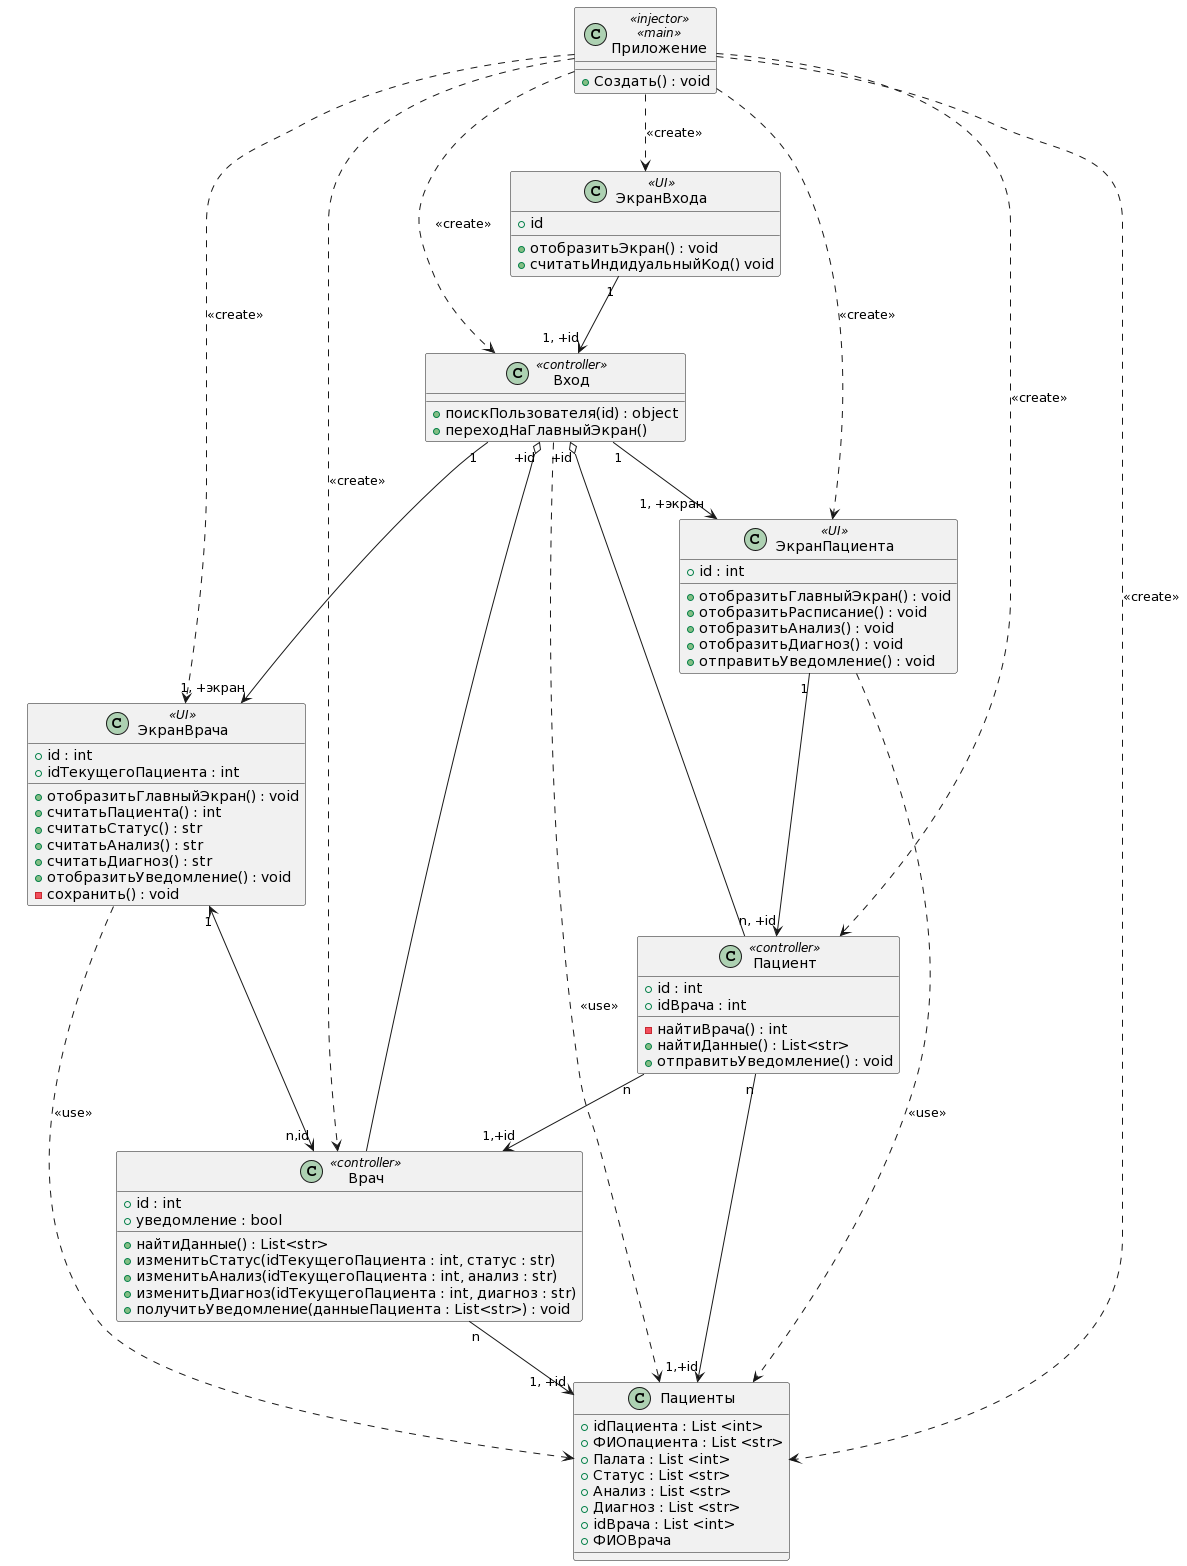 «injector»
«main»
Приложение
Создать() : void
«create»
«UI»
ЭкранВхода
id
отобразитьЭкран() : void
считатьИндидуальныйКод() void
«create»
1
«create»
«create»
1, +id
«controller»
Вход
поискПользователя(id) : object
переходНаГлавныйЭкран()
«create»
1
+id
+id
1
«create»
1, +экран
«UI»
ЭкранПациента
id : int
отобразитьГлавныйЭкран() : void
отобразитьРасписание() : void
отобразитьАнализ() : void
отобразитьДиагноз() : void
отправитьУведомление() : void
«create»
1, +экран
1
«UI»
ЭкранВрача
id : int
idТекущегоПациента : int
отобразитьГлавныйЭкран() : void
считатьПациента() : int
считатьСтатус() : str
считатьАнализ() : str
считатьДиагноз() : str
отобразитьУведомление() : void
сохранить() : void
1
n, +id
«controller»
Пациент
id : int
idВрача : int
найтиВрача() : int
найтиДанные() : List<str>
отправитьУведомление() : void
«use»
n
n
«use»
«use»
n,id
1,+id
«controller»
Врач
id : int
уведомление : bool
найтиДанные() : List<str>
изменитьСтатус(idТекущегоПациента : int, статус : str)
изменитьАнализ(idТекущегоПациента : int, анализ : str)
изменитьДиагноз(idТекущегоПациента : int, диагноз : str)
получитьУведомление(данныеПациента : List<str>) : void
n
1,+id
1, +id
Пациенты
idПациента : List <int>
ФИОпациента : List <str>
Палата : List <int>
Статус : List <str>
Анализ : List <str>
Диагноз : List <str>
idВрача : List <int>
ФИОВрача